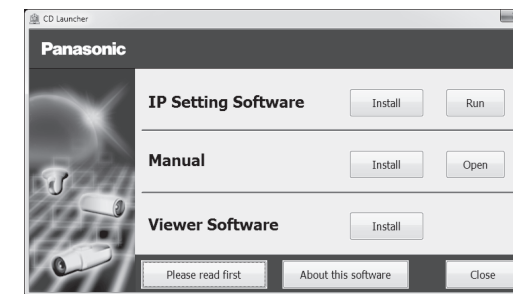 CD Launcher
Panasonic
IP Setting Software Install Run
Manual Install Open
Viewer Software Install
Please read first About this software Close